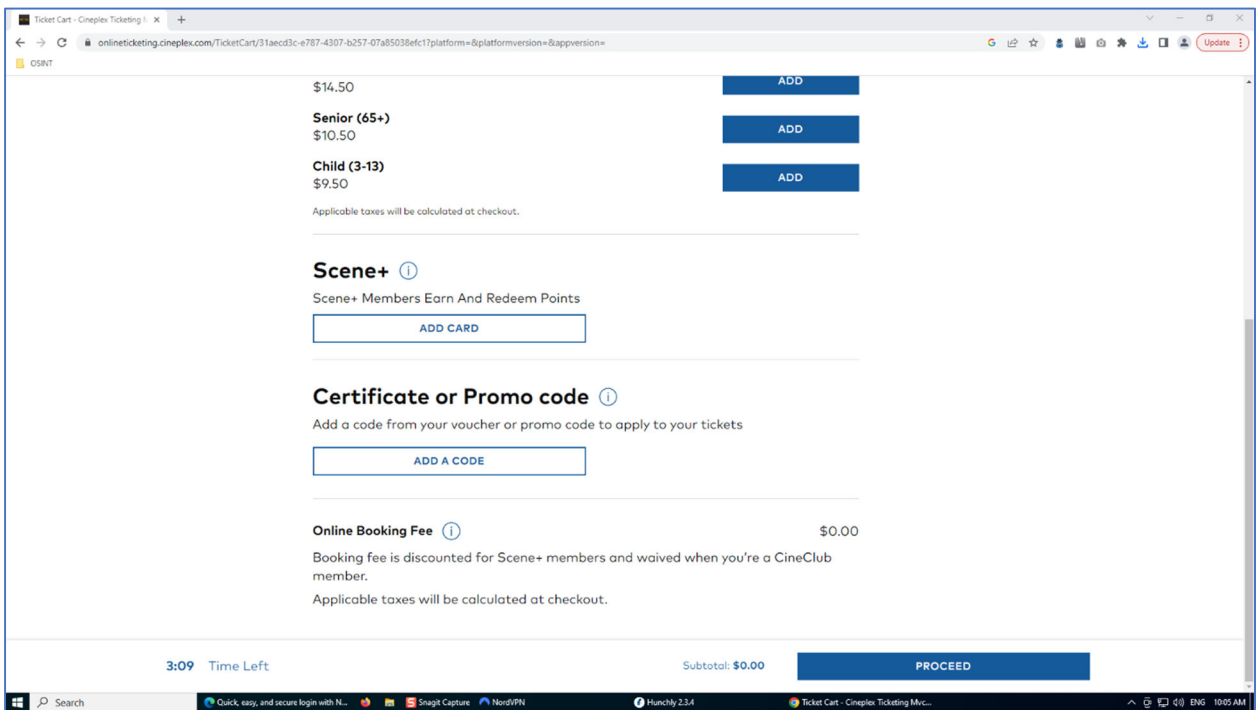 Ticket Cart - Cineplex Ticketing M
onlineticketing.cineplex.com/TicketCart/31aecd3c-e787-4307-b257-07a85038efc1?platform=&platformversion=&appversion=
Update
OSINT
$14.50
ADD
Senior (65+)
$10.50
ADD
Child (3-13)
$9.50
ADD
Applicable taxes will be calculated at checkout.
Scene+
Scene+ Members Earn And Redeem Points
ADD CARD
Certificate or Promo code
Add a code from your voucher or promo code to apply to your tickets
ADD A CODE
Online Booking Fee
$0.00
Booking fee is discounted for Scene+ members and waived when you’re a CineClub
member.
Applicable taxes will be calculated at checkout.
3:09 Time Left
Subtotal: $0.00
PROCEED
Search
Quick, easy, and secure login with N...
Snagit Capture
NordVPN
Hunchly 2.3.4
Ticket Cart - Cineplex Ticketing Mvc...
ENG
10:05 AM